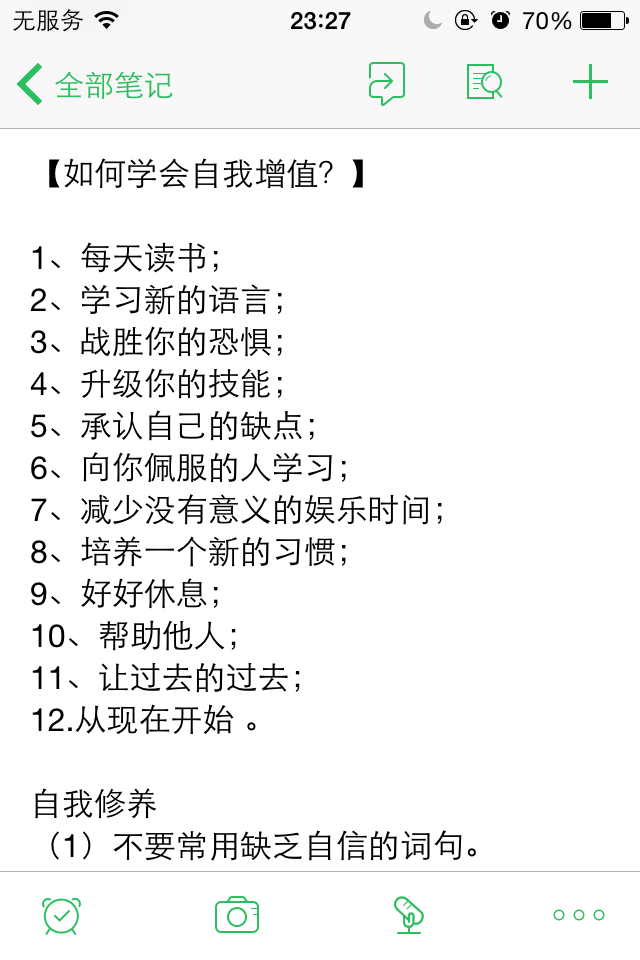 无服务 23:27 70%
全部笔记
【如何学会自我增值？】
1、每天读书；
2、学习新的语言；
3、战胜你的恐惧；
4、升级你的技能；
5、承认自己的缺点；
6、向你佩服的人学习；
7、减少没有意义的娱乐时间；
8、培养一个新的习惯；
9、好好休息；
10、帮助他人；
11、让过去的过去；
12.从现在开始 。
自我修养
（1）不要常用缺乏自信的词句。